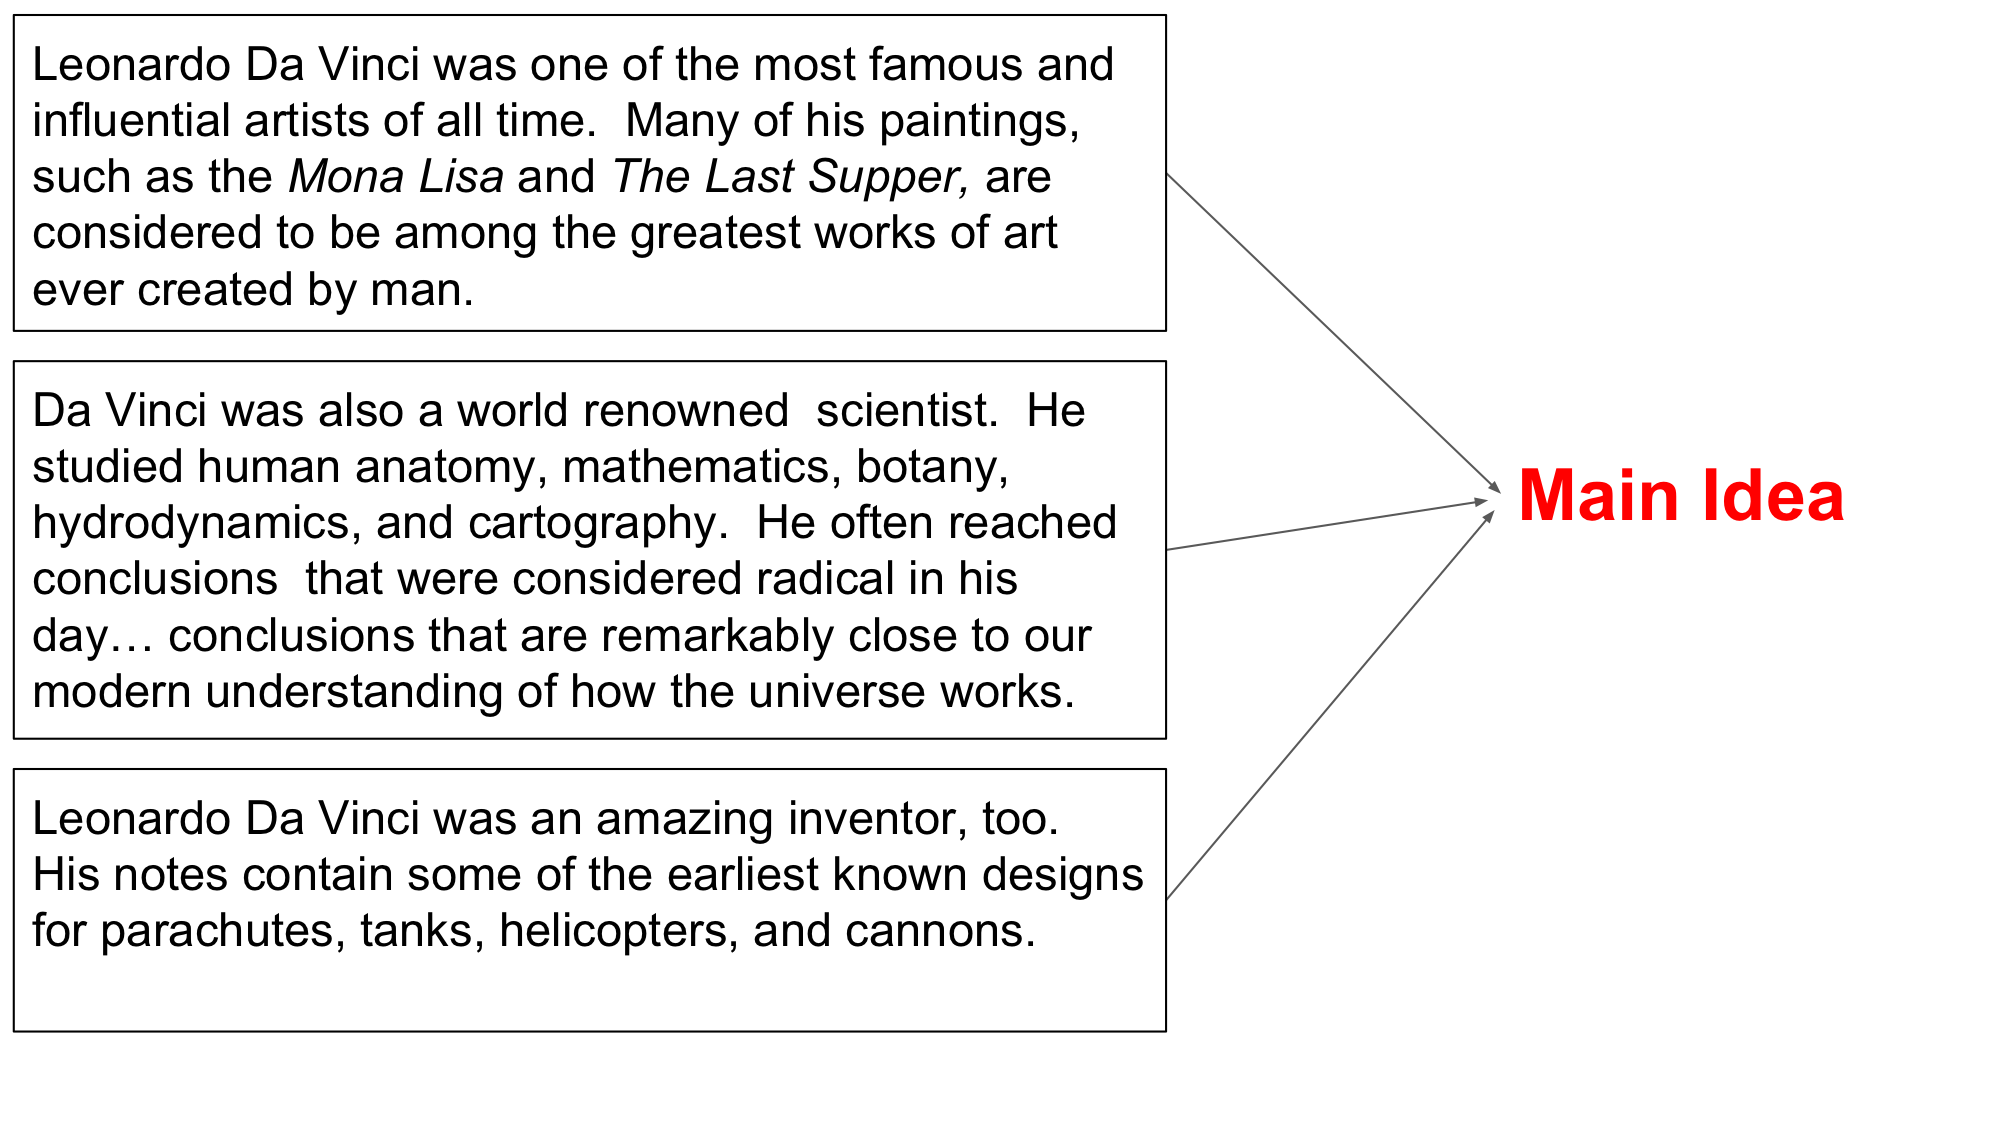 Leonardo Da Vinci was one of the most famous and
influential artists of all time.  Many of his paintings,
such as the Mona Lisa and The Last Supper, are
considered to be among the greatest works of art
ever created by man.
Da Vinci was also a world renowned  scientist.  He
studied human anatomy, mathematics, botany,
hydrodynamics, and cartography.  He often reached
conclusions  that were considered radical in his
day… conclusions that are remarkably close to our
modern understanding of how the universe works.
Leonardo Da Vinci was an amazing inventor, too.
His notes contain some of the earliest known designs
for parachutes, tanks, helicopters, and cannons.
Main Idea